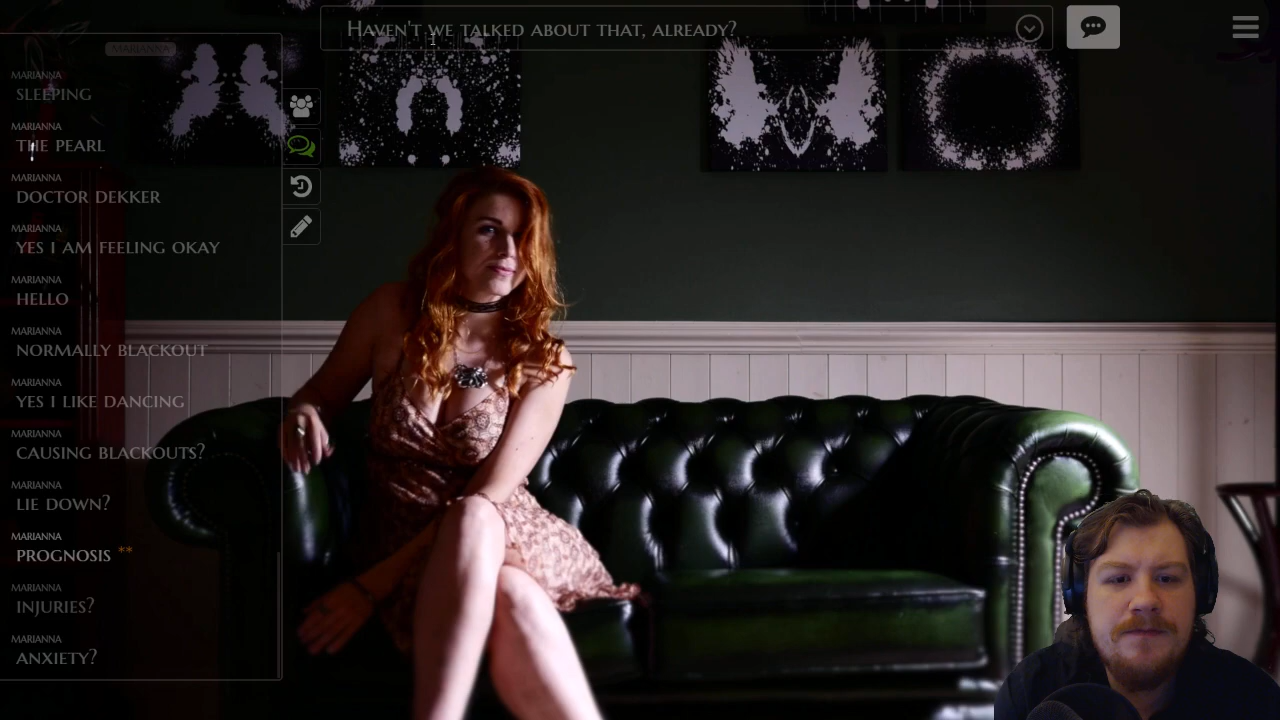 Haven't we talked about that, already?
MARIANNA
MARIANNA
SLEEPING
MARIANNA
THE PEARL
MARIANNA
DOCTOR DEKKER
MARIANNA
YES I AM FEELING OKAY
MARIANNA
HELLO
MARIANNA
NORMALLY BLACKOUT
MARIANNA
YES I LIKE DANCING
MARIANNA
CAUSING BLACKOUTS?
MARIANNA
LIE DOWN?
MARIANNA
PROGNOSIS **
MARIANNA
INJURIES?
MARIANNA
ANXIETY?